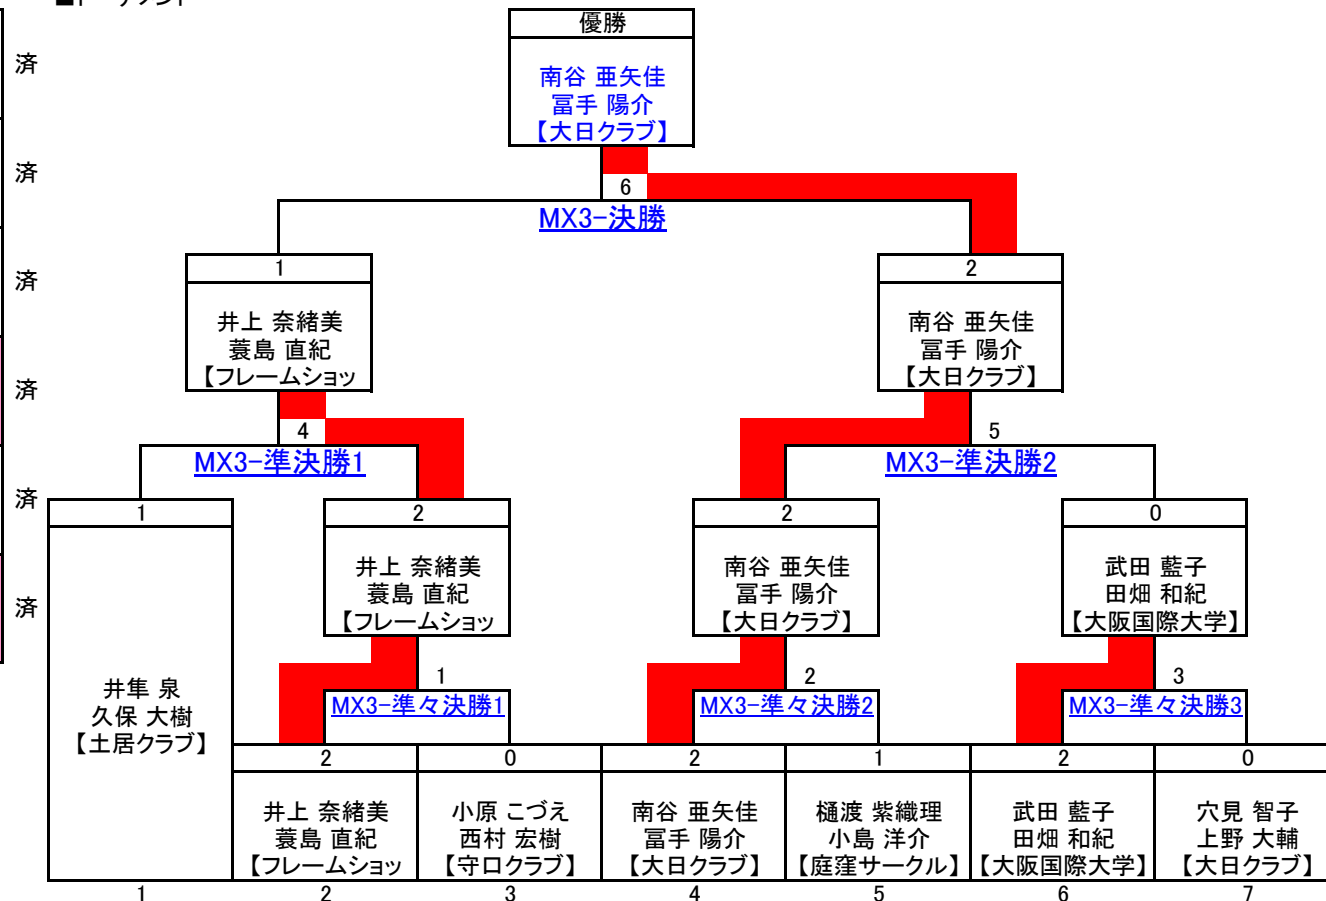 優勝
済
南谷 亜矢佳
冨手 陽介
【大日クラブ】
済
6
MX3-決勝
済
1
2
井上 奈緒美
蓑島 直紀
【フレームショッ
南谷 亜矢佳
冨手 陽介
【大日クラブ】
済
4
5
MX3-準決勝1
MX3-準決勝2
済
1
2
2
0
井上 奈緒美
蓑島 直紀
【フレームショッ
南谷 亜矢佳
冨手 陽介
【大日クラブ】
武田 藍子
田畑 和紀
【大阪国際大学】
済
1
2
3
MX3-準々決勝1
MX3-準々決勝2
MX3-準々決勝3
井隼 泉
久保 大樹
【土居クラブ】
2
0
2
1
2
0
井上 奈緒美
蓑島 直紀
【フレームショッ
小原 こづえ
西村 宏樹
【守口クラブ】
南谷 亜矢佳
冨手 陽介
【大日クラブ】
樋渡 紫織理
小島 洋介
【庭窪サークル】
武田 藍子
田畑 和紀
【大阪国際大学】
穴見 智子
上野 大輔
【大日クラブ】
1
2
3
4
5
6
7